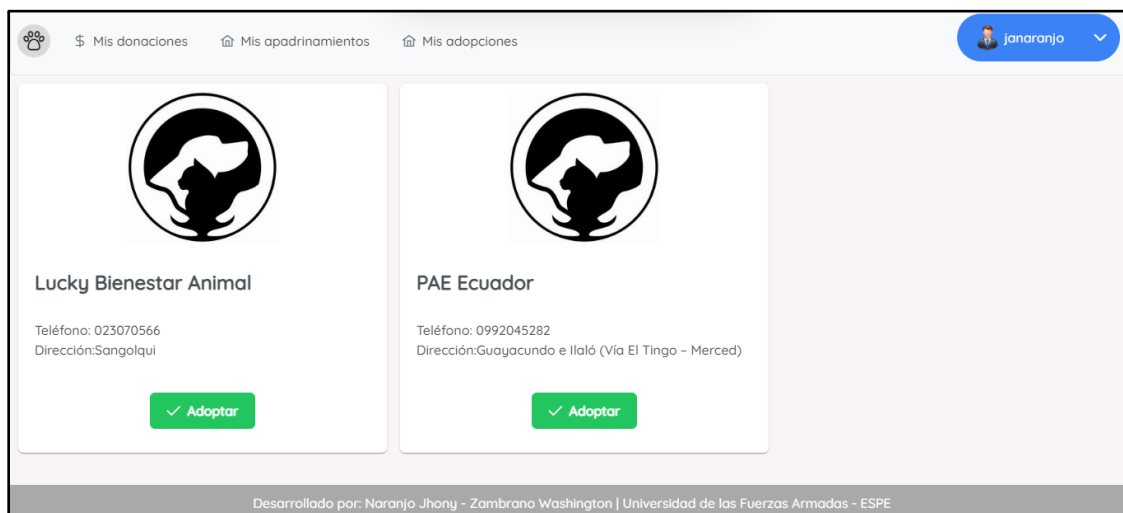 $ Mis donaciones Mis apadrinamientos Mis adopciones janaranjo
Lucky Bienestar Animal
Teléfono: 023070566
Dirección:Sangolqui
Adoptar
PAE Ecuador
Teléfono: 0992045282
Dirección:Guayacundo e Ilaló (Vía El Tingo – Merced)
Adoptar
Desarrollado por: Naranjo Jhony - Zambrano Washington | Universidad de las Fuerzas Armadas - ESPE